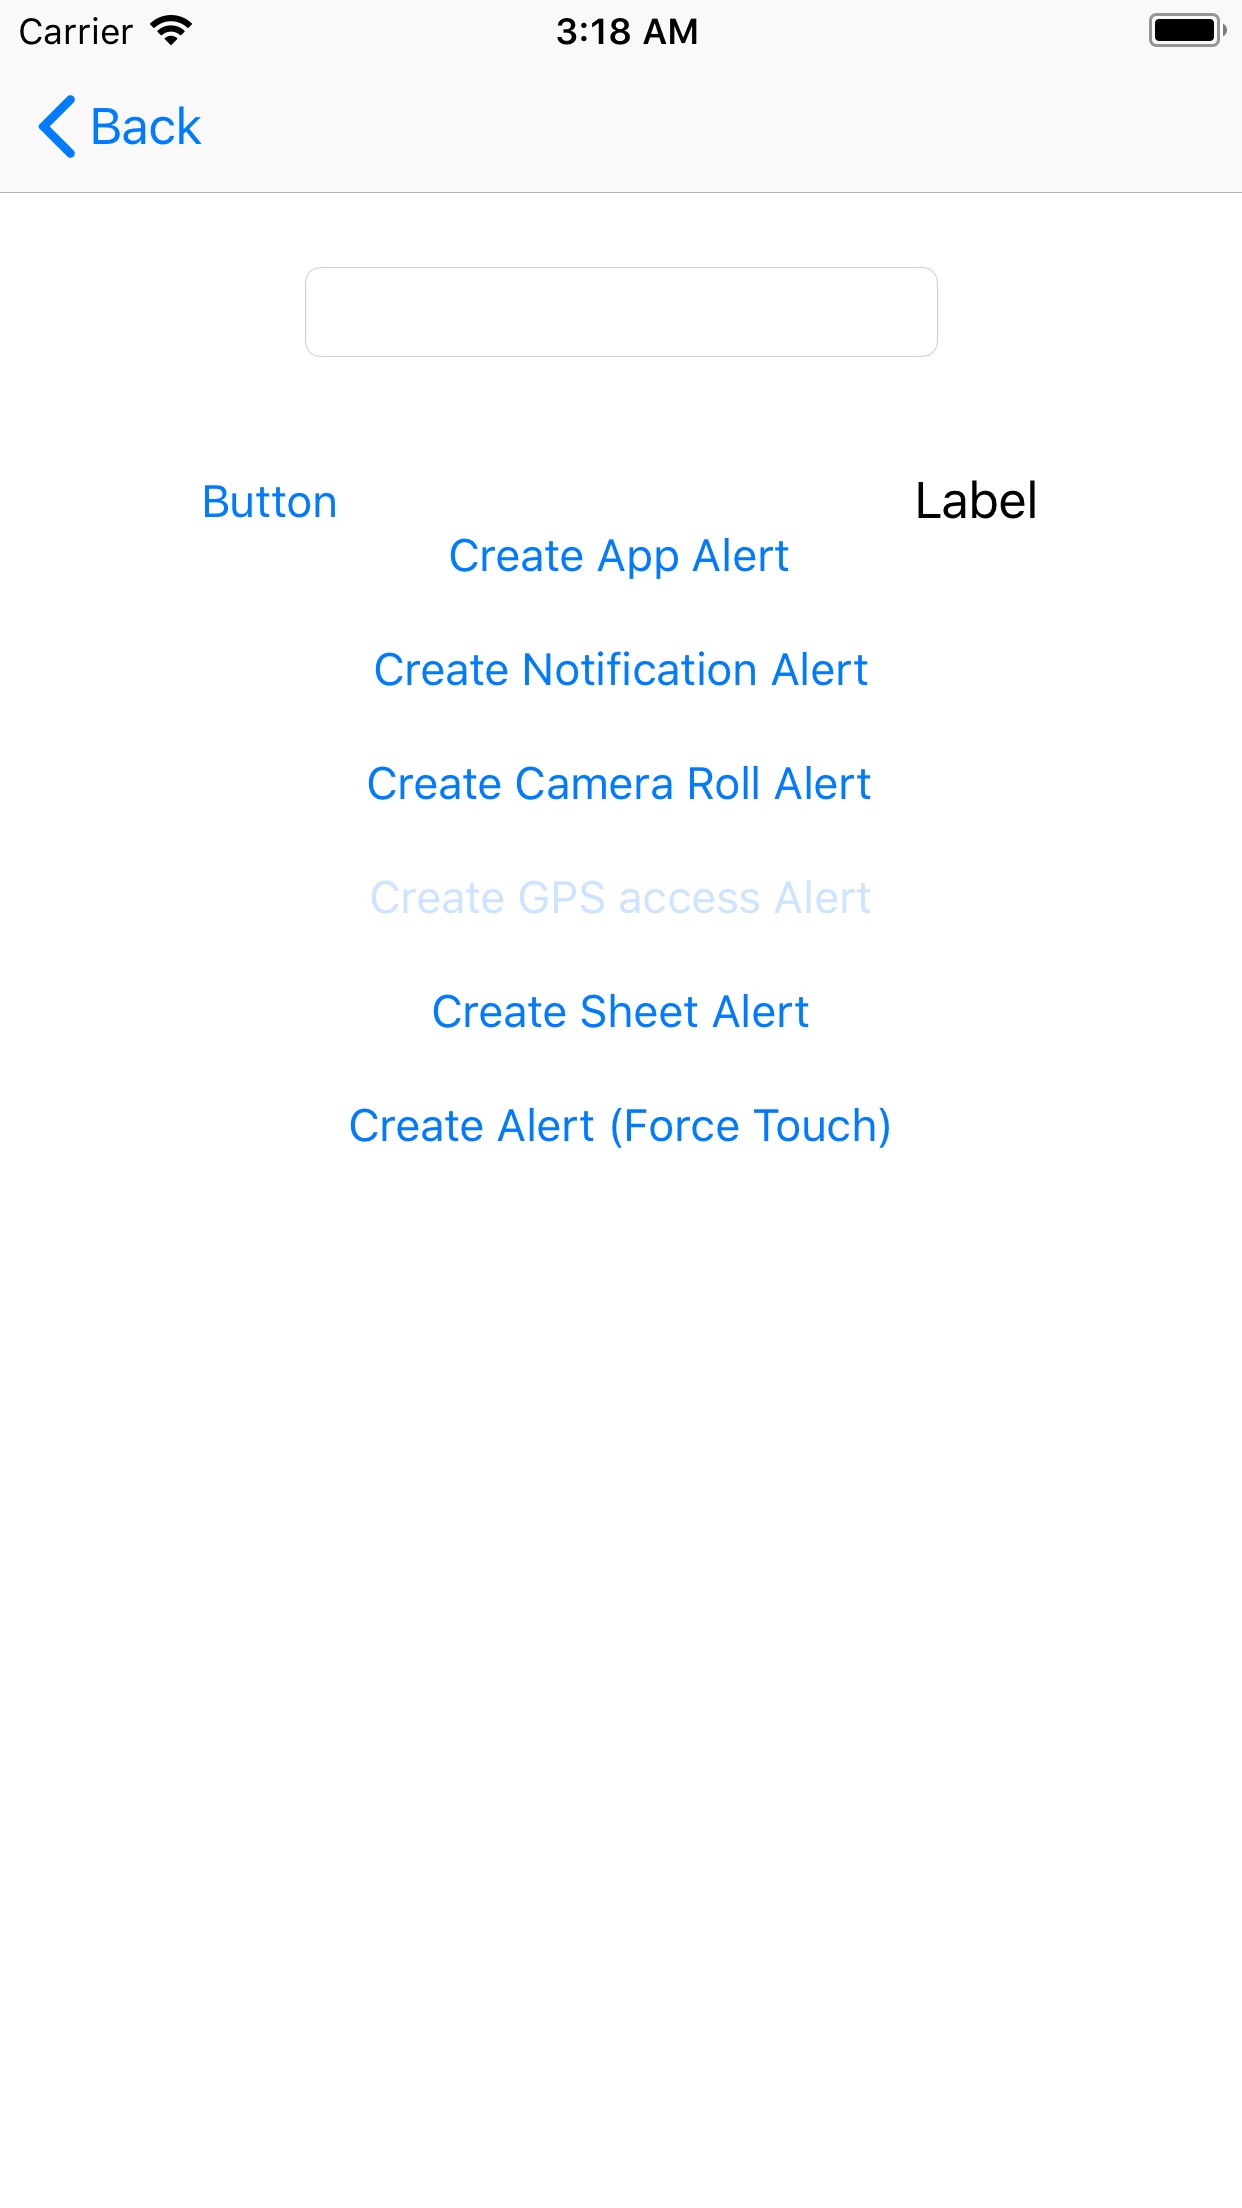 Carrier 3:18 AM
Back
Button Label
Create App Alert
Create Notification Alert
Create Camera Roll Alert
Create GPS access Alert
Create Sheet Alert
Create Alert (Force Touch)